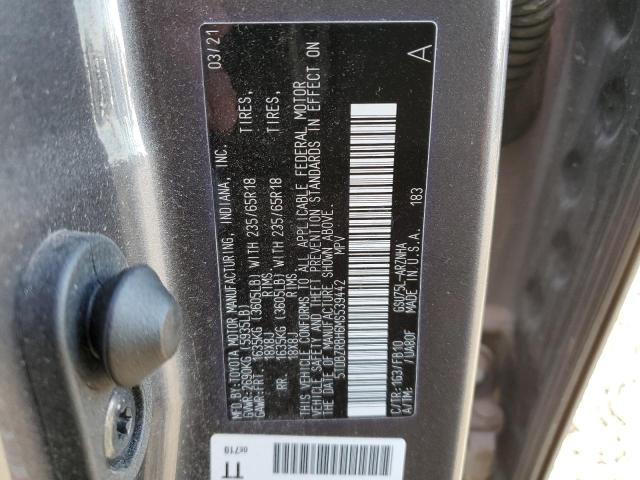 MFD.BY:TOYOTA MOTOR MANUFACTURING, INDIANA, INC. 03/21
GVWR:2690KG( 5935LB)
GAWR:FRT. 1635KG( 3605LB) WITH 235/65R18 TIRES,
18X8J RIMS,
RR. 1635KG( 3605LB) WITH 235/65R18 TIRES,
18X8J RIMS,
THIS VEHICLE CONFORMS TO ALL APPLICABLE FEDERAL MOTOR
VEHICLE SAFETY AND THEFT PREVENTION STANDARDS IN EFFECT ON
THE DATE OF MANUFACTURE SHOWN ABOVE.
5TDBZRBH6MS539442 MPV
A
C/TR:1G3/FB10 GSU75L-ARZNHA
A/TM: /UA80F MADE IN U.S.A. 183